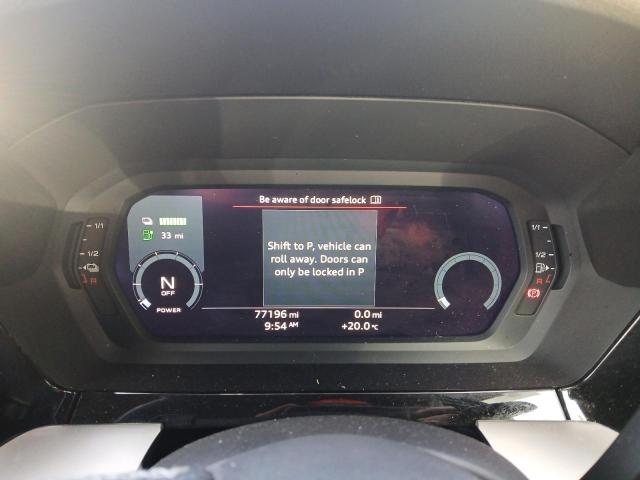 Be aware of door safelock
1/1
1/2
R
33 mi
N
OFF
POWER
Shift to P, vehicle can
roll away. Doors can
only be locked in P
77196 mi
0.0 mi
9:54 AM
+20.0 °C
1/1
1/2
R
(P)